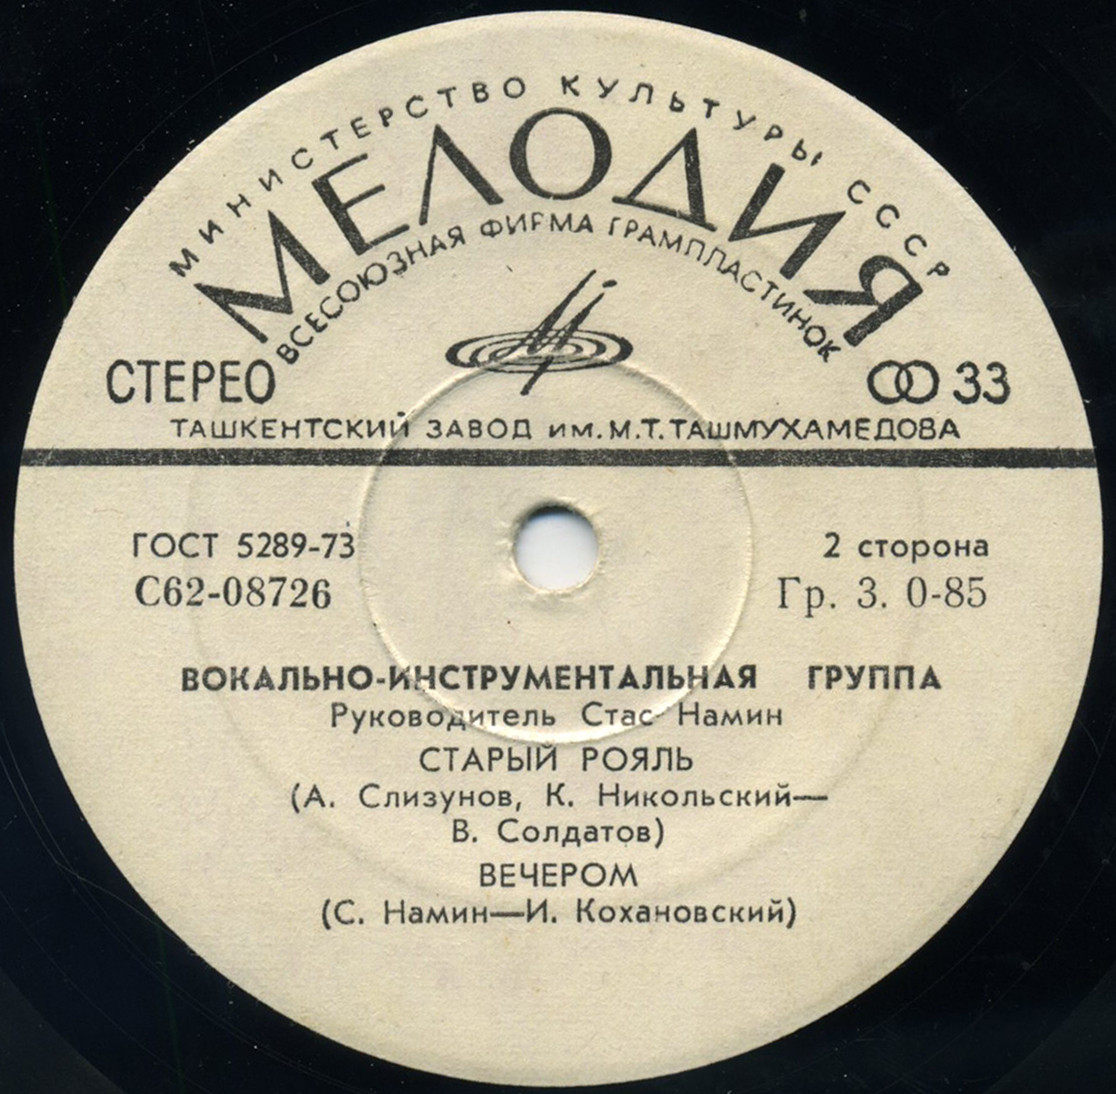 МИНИСТЕРСТВО КУЛЬТУРЫ СССР
МЕЛОДИЯ
ВСЕСОЮЗНАЯ ФИРМА ГРАМПЛАСТИНОК
СТЕРЕО 33
ТАШКЕНТСКИЙ ЗАВОД им. М.Т. ТАШМУХАМЕДОВА
ГОСТ 5289-73 2 сторона
С62-08726 Гр. 3. 0-85
ВОКАЛЬНО-ИНСТРУМЕНТАЛЬНАЯ ГРУППА
Руководитель Стас Намин
СТАРЫЙ РОЯЛЬ
(А. Слизунов, К. Никольский—
В. Солдатов)
ВЕЧЕРОМ
(С. Намин—И. Кохановский)